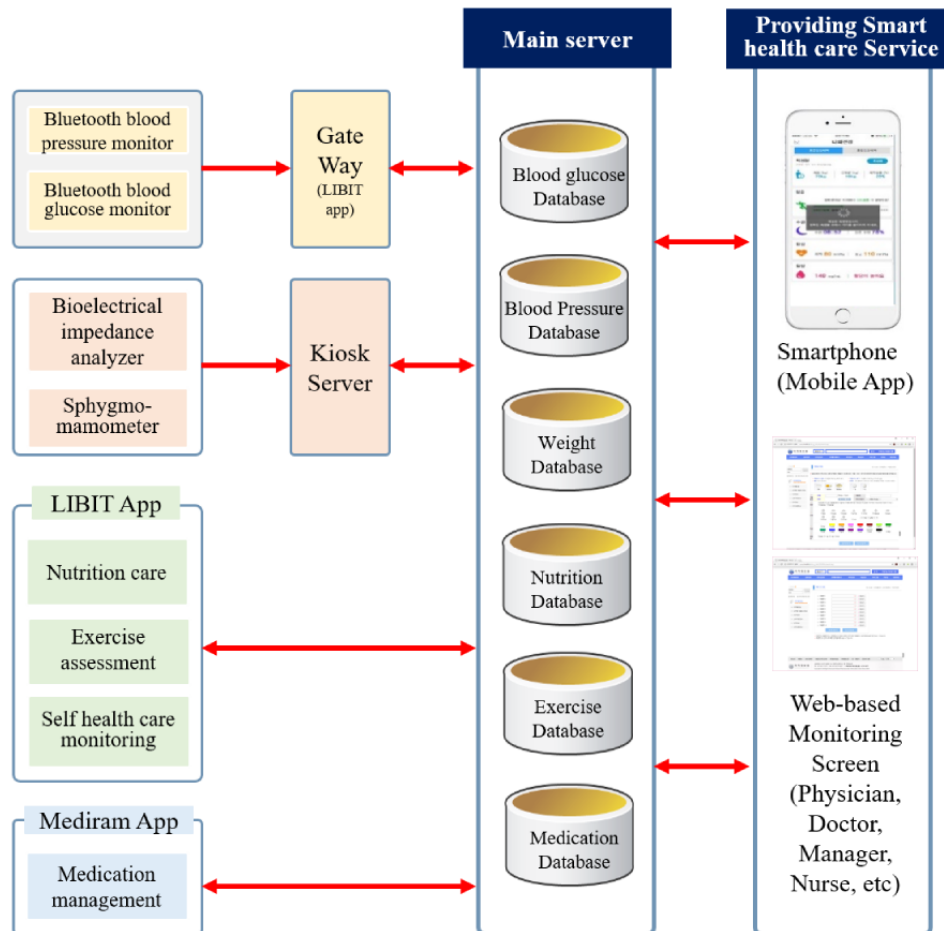 Main server
Providing Smart
health care Service
Bluetooth blood
pressure monitor
Bluetooth blood
glucose monitor
Gate
Way
(LIBIT
app)
Bioelectrical
impedance
analyzer
Sphygmo-
mamometer
Kiosk
Server
LIBIT App
Nutrition care
Exercise
assessment
Self health care
monitoring
Mediram App
Medication
management
Blood glucose
Database
Blood Pressure
Database
Weight
Database
Nutrition
Database
Exercise
Database
Medication
Database
Smartphone
(Mobile App)
Web-based
Monitoring
Screen
(Physician,
Doctor,
Manager,
Nurse, etc)